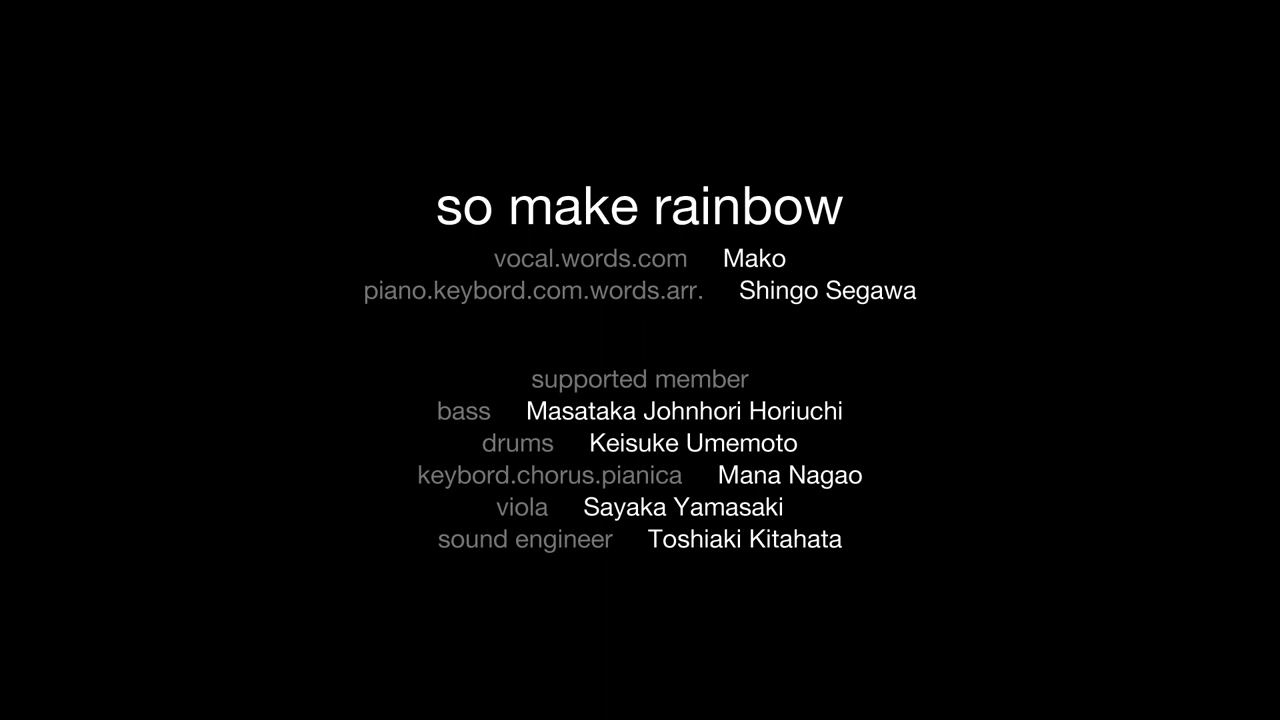 so make rainbow
vocal.words.com Mako
piano.keybord.com.words.arr. Shingo Segawa
supported member
bass Masataka Johnhori Horiuchi
drums Keisuke Umemoto
keybord.chorus.pianica Mana Nagao
viola Sayaka Yamasaki
sound engineer Toshiaki Kitahata